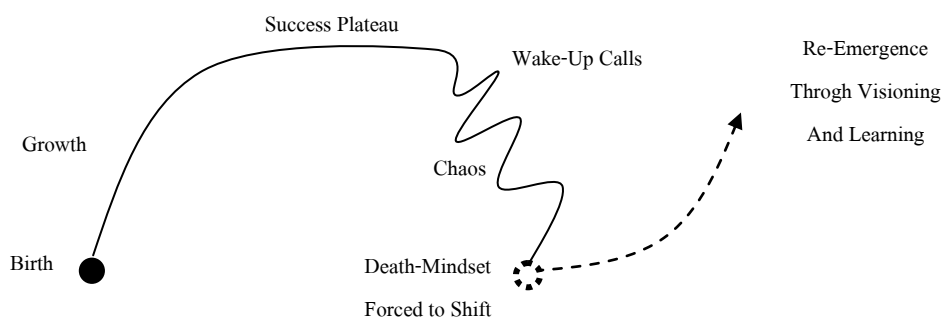 Success Plateau
Wake-Up Calls
Re-Emergence
Throgh Visioning
And Learning
Growth
Chaos
Birth
Death-Mindset
Forced to Shift